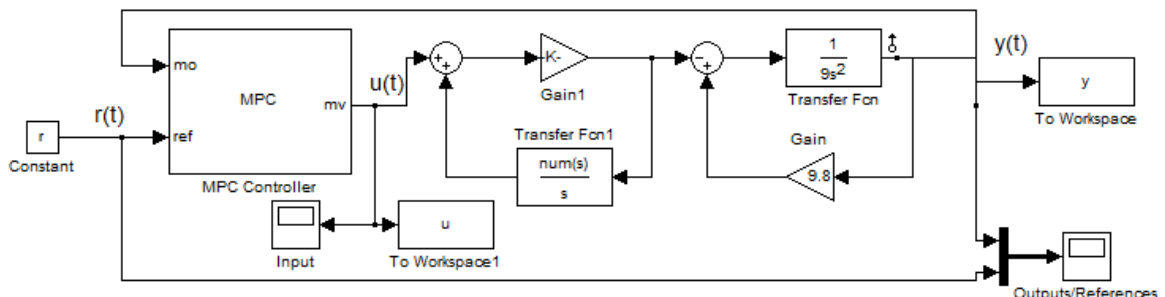 mo
MPC
mv
ref
MPC Controller
r(t)
r
Constant
u(t)
+
+
K-
Gain1
Transfer Fcn1
num(s)
s
Input
u
To Workspace1
-
+
1
9s²
Transfer Fcn
Gain
9.8
y(t)
y
To Workspace
Outputs/References